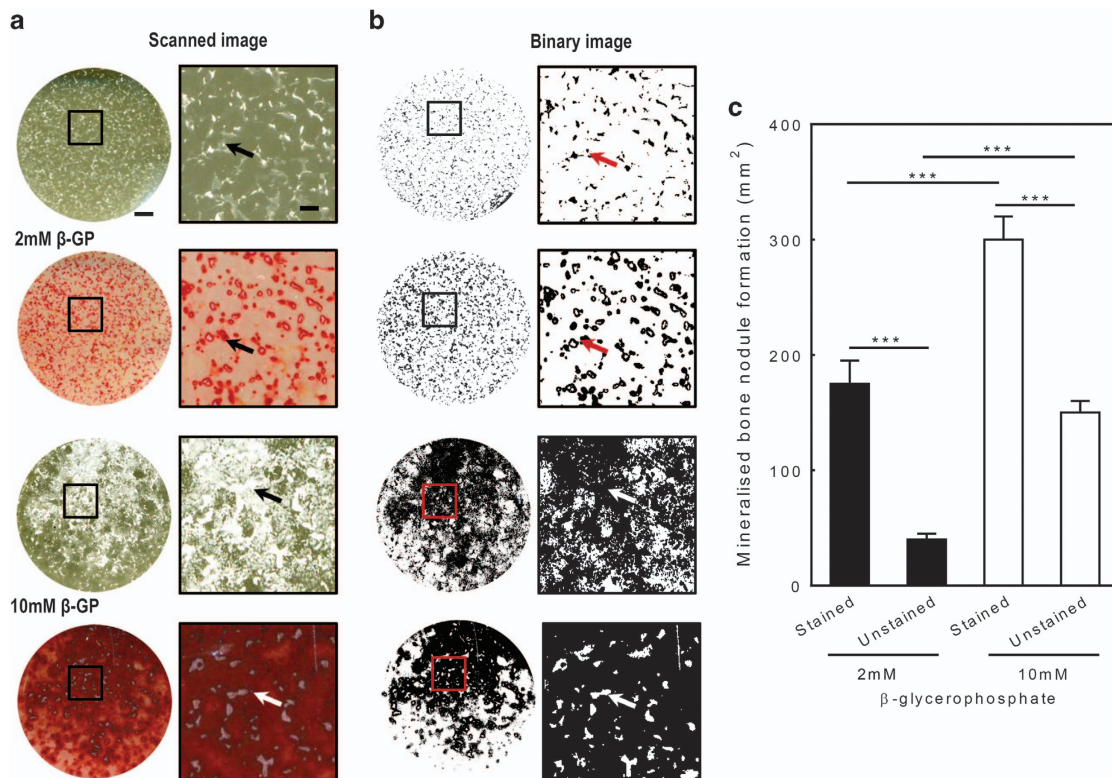 a
Scanned image
2mM β-GP
10mM β-GP
b
Binary image
c
Mineralised bone nodule formation (mm²)
400
300
200
100
0
***
***
***
***
Stained
Unstained
Stained
Unstained
2mM
10mM
β-glycerophosphate